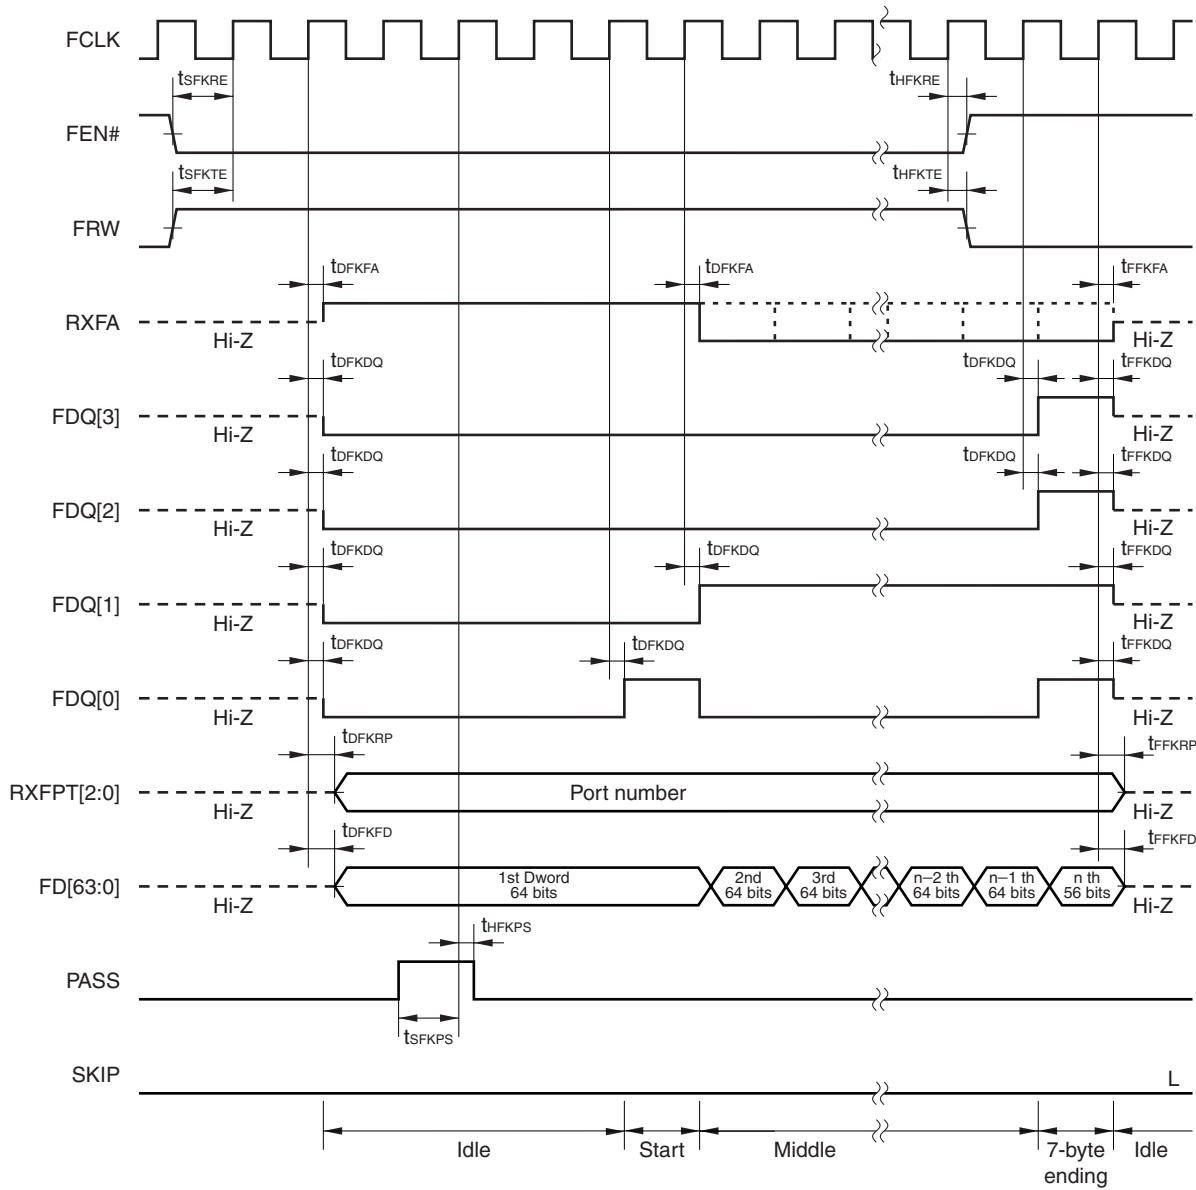 FCLK
tSFKRE
tHFKRE
FEN#
tSFKTE
tHFKTE
FRW
tDFKFA
tDFKFA
tFFKFA
RXFA
Hi-Z
Hi-Z
tDFKDQ
tDFKDQ
tFFKDQ
FDQ[3]
Hi-Z
Hi-Z
tDFKDQ
tDFKDQ
tFFKDQ
FDQ[2]
Hi-Z
Hi-Z
tDFKDQ
tDFKDQ
tFFKDQ
FDQ[1]
Hi-Z
Hi-Z
tDFKDQ
tDFKDQ
tFFKDQ
FDQ[0]
Hi-Z
Hi-Z
tDFKRP
tFFKRP
RXFPT[2:0]
Port number
Hi-Z
Hi-Z
tDFKFD
tFFKFD
FD[63:0]
1st Dword
64 bits
2nd
64 bits
3rd
64 bits
n–2 th
64 bits
n–1 th
64 bits
n th
56 bits
Hi-Z
Hi-Z
tHFKPS
PASS
tSFKPS
SKIP
L
Idle
Start
Middle
7-byte
ending
Idle